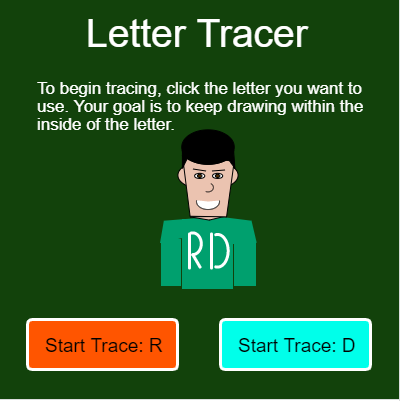 Letter Tracer
To begin tracing, click the letter you want to
use. Your goal is to keep drawing within the
inside of the letter.
RD
Start Trace: R
Start Trace: D